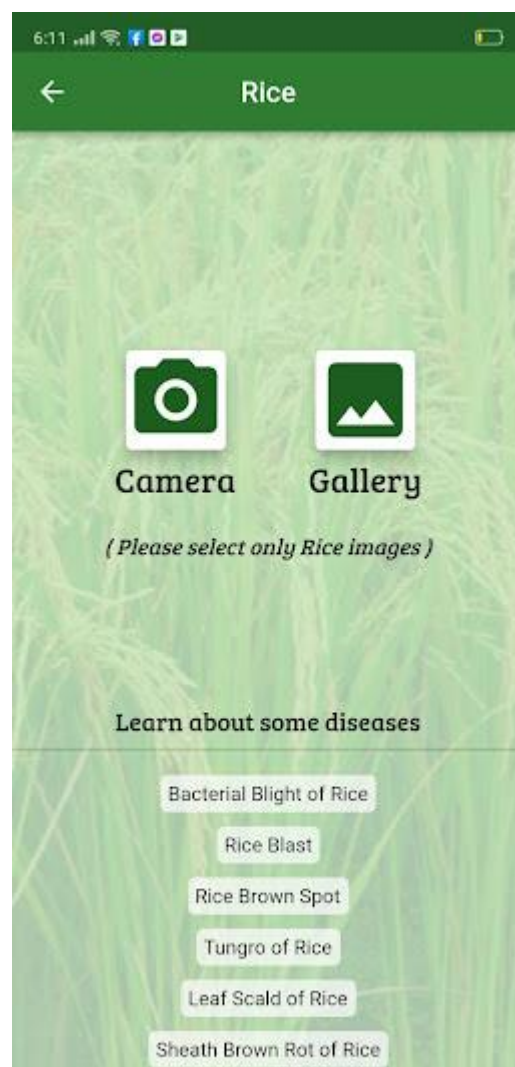 6:11
Rice
Camera Gallery
( Please select only Rice images )
Learn about some diseases
Bacterial Blight of Rice
Rice Blast
Rice Brown Spot
Tungro of Rice
Leaf Scald of Rice
Sheath Brown Rot of Rice